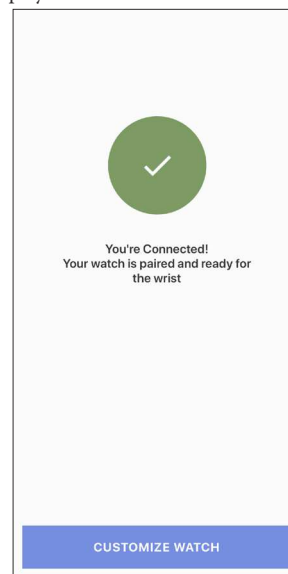 You're Connected!
Your watch is paired and ready for
the wrist
CUSTOMIZE WATCH